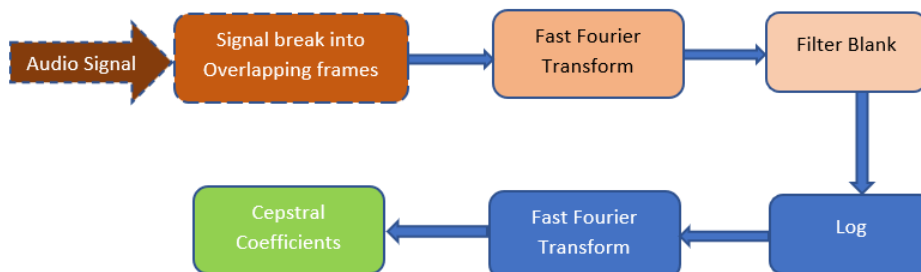 Audio Signal
Signal break into
Overlapping frames
Fast Fourier
Transform
Filter Blank
Log
Fast Fourier
Transform
Cepstral
Coefficients